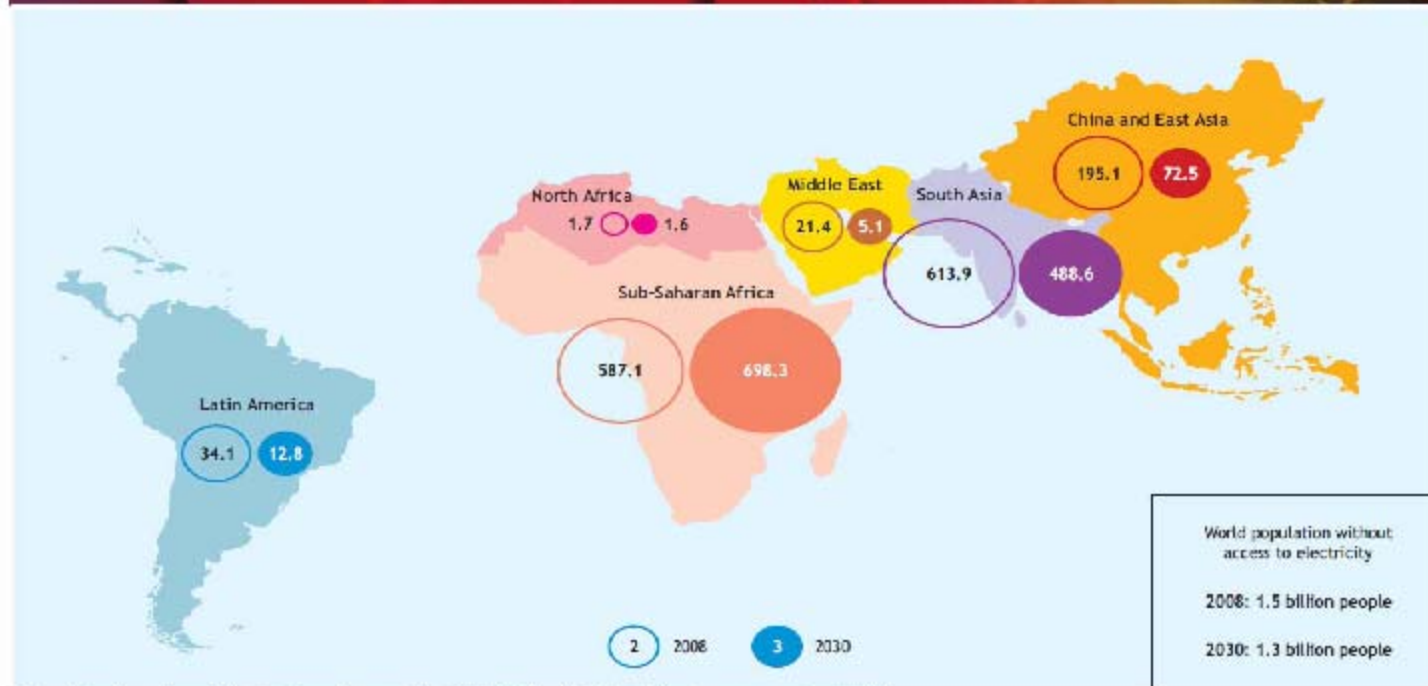 China and East Asia
195.1 72.5
North Africa
1.7 1.6
Middle East
21.4 5.1
South Asia
613.9 488.6
Sub-Saharan Africa
587.1 698.3
Latin America
34.1 12.8
World population without
access to electricity
2008: 1.5 billion people
2030: 1.3 billion people
2 2008 3 2030